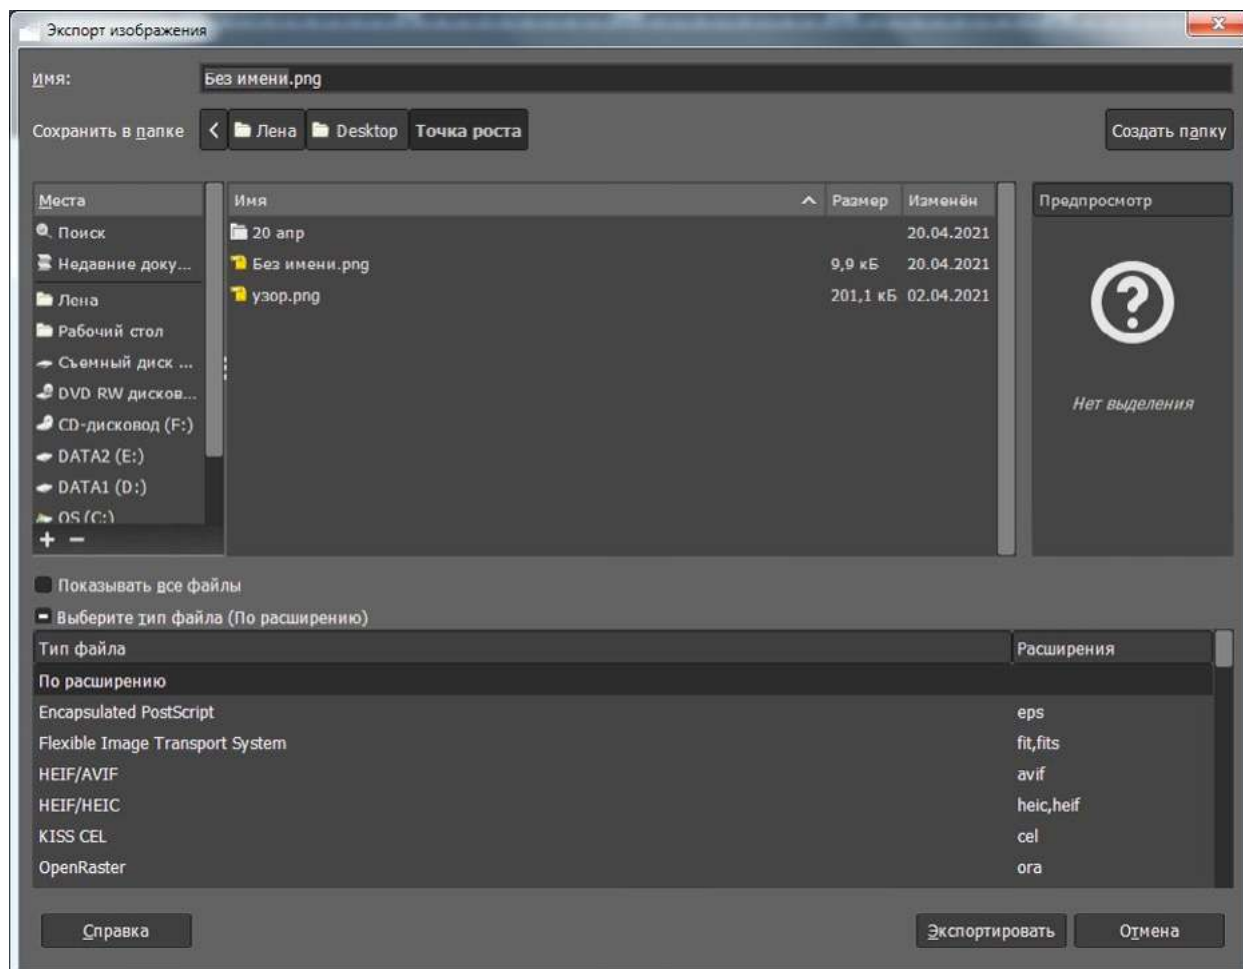 Экспорт изображения
Имя: Без имени.png
Сохранить в папке Лена Desktop Точка роста Создать папку
Места Имя Размер Изменён Предпросмотр
Поиск 20 апр 20.04.2021
Недавние доку... Без имени.png 9,9 кБ 20.04.2021
Лена узор.png 201,1 кБ 02.04.2021
Рабочий стол
Съемный диск ...
DVD RW дисков... Нет выделения
CD-дисковод (F:)
DATA2 (E:)
DATA1 (D:)
OS (C:)
Показывать все файлы
Выберите тип файла (По расширению)
Тип файла Расширения
По расширению
Encapsulated PostScript eps
Flexible Image Transport System fit,fits
HEIF/AVIF avif
HEIF/HEIC heic,heif
KISS CEL cel
OpenRaster ora
Справка Экспортировать Отмена